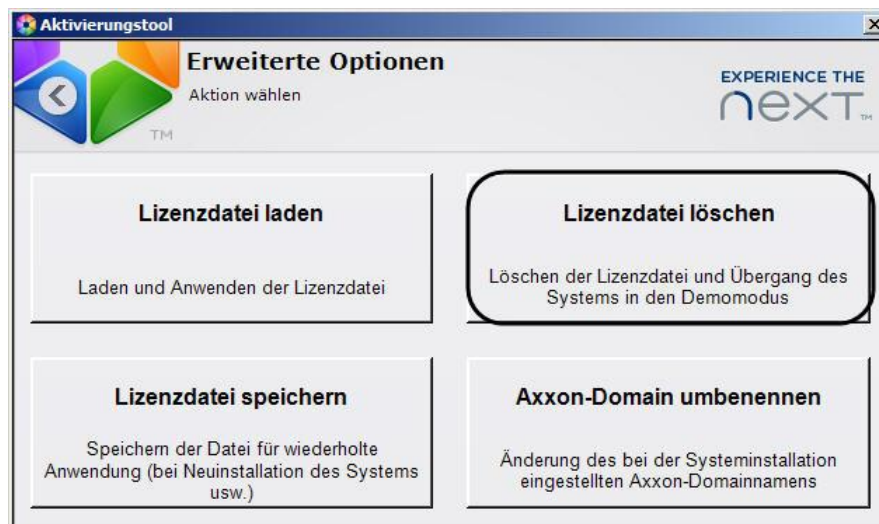 Aktivierungstool
Erweiterte Optionen
Aktion wählen
EXPERIENCE THE
next TM
TM
Lizenzdatei laden
Laden und Anwenden der Lizenzdatei
Lizenzdatei löschen
Löschen der Lizenzdatei und Übergang des
Systems in den Demomodus
Lizenzdatei speichern
Speichern der Datei für wiederholte
Anwendung (bei Neuinstallation des Systems
usw.)
Axxon-Domain umbenennen
Änderung des bei der Systeminstallation
eingestellten Axxon-Domainnamens